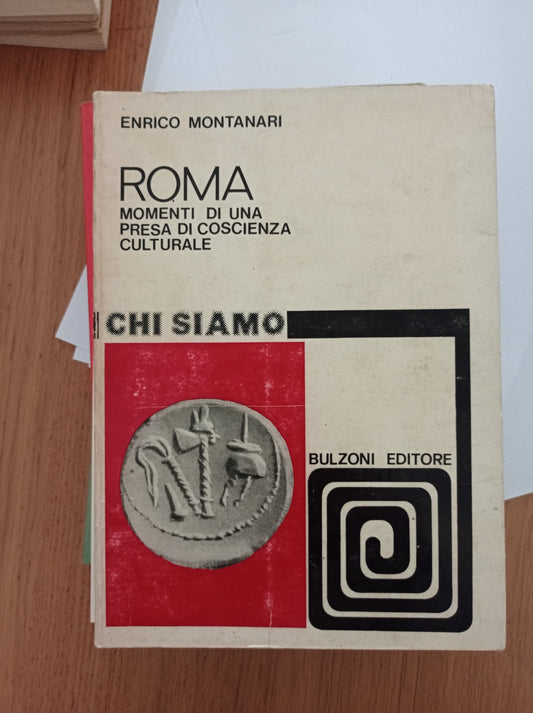 ENRICO MONTANARI
ROMA
MOMENTI DI UNA
PRESA DI COSCIENZA
CULTURALE
CHI SIAMO
BULZONI EDITORE